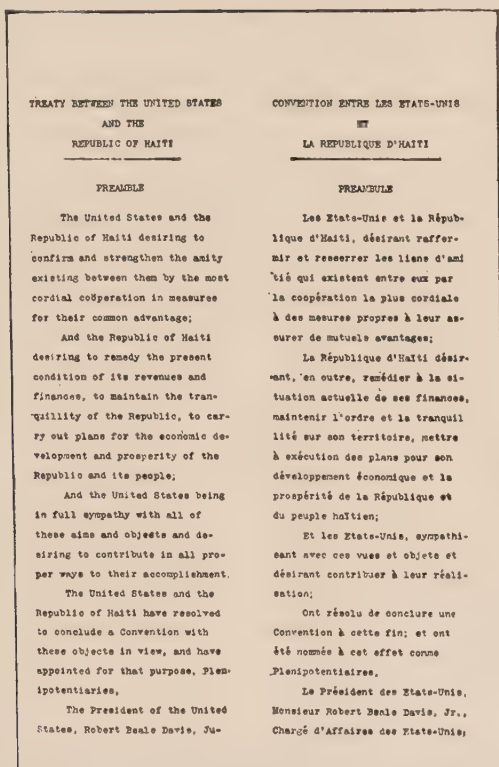 TREATY BETWEEN THE UNITED STATES
AND THE
REPUBLIC OF HAITI
PREAMBLE
The United States and the
Republic of Haiti desiring to
confirm and strengthen the amity
existing between them by the most
cordial coöperation in measures
for their common advantage;
And the Republic of Haiti
desiring to remedy the present
condition of its revenues and
finances, to maintain the tran-
quillity of the Republic, to car-
ry out plans for the economic de-
velopment and prosperity of the
Republic and its people;
And the United States being
in full sympathy with all of
these aims and objects and de-
siring to contribute in all pro-
per ways to their accomplishment.
The United States and the
Republic of Haiti have resolved
to conclude a Convention with
these objects in view, and have
appointed for that purpose, Plen-
ipotentiaries,
The President of the United
States, Robert Beale Davis, Ju-
CONVENTION ENTRE LES ETATS-UNIS
ET
LA REPUBLIQUE D'HAITI
PREAMBULE
Les Etats-Unis et la Répub-
lique d'Haiti, désirant raffer-
mir et resserrer les liens d'ami
tié qui existent entre eux par
la coopération la plus cordiale
à des mesures propres à leur as-
surer de mutuels avantages;
La République d'Haïti désir-
ant, en outre, remédier à la si-
tuation actuelle de ses finances,
maintenir l'ordre et la tranquil
lité sur son territoire, mettre
à exécution des plans pour son
développement économique et la
prospérité de la République et
du peuple haïtien;
Et les Etats-Unis, sympathi-
sant avec ces vues et objets et
désirant contribuer à leur réali-
sation;
Ont résolu de conclure une
Convention à cette fin; et ont
été nommés à cet effet comme
Plenipotentiaires,
Le Président des Etats-Unis,
Monsieur Robert Beale Davis, Jr.,
Chargé d'Affaires des Etats-Unis;